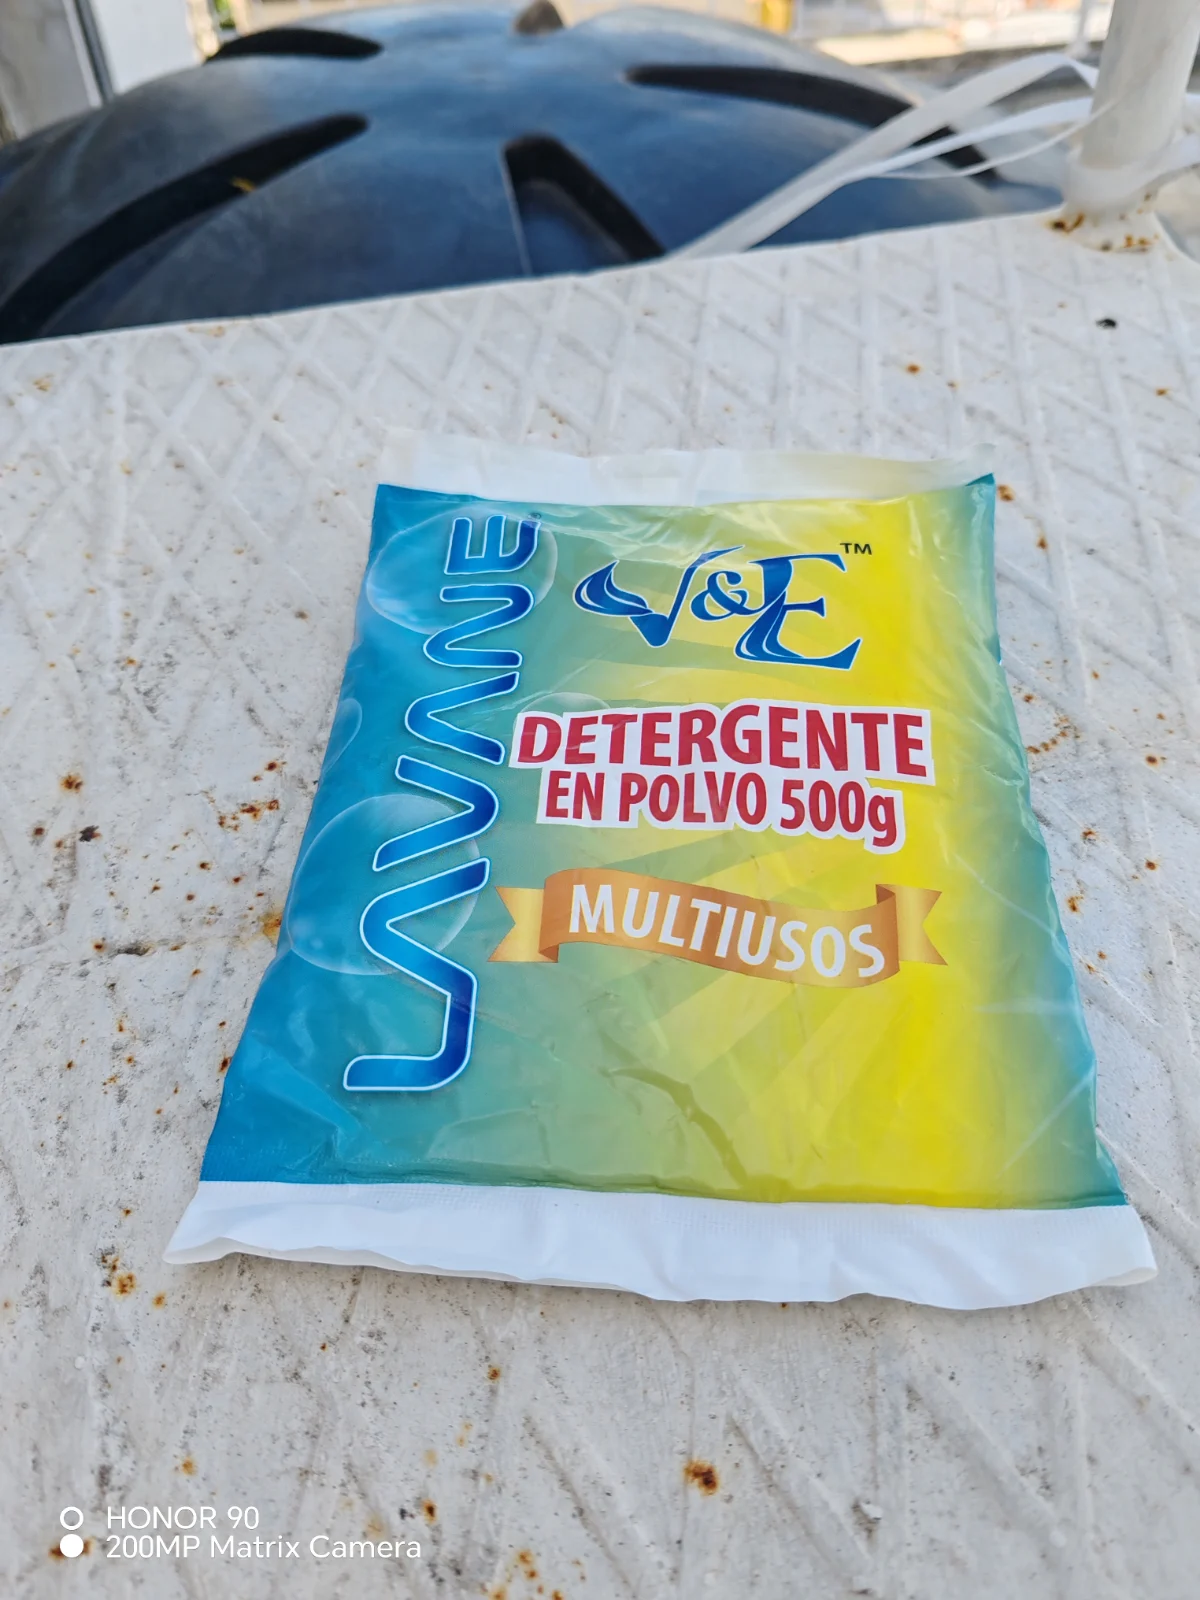 LAVANE
V&E™
DETERGENTE
EN POLVO 500g
MULTIUSOS
HONOR 90
200MP Matrix Camera